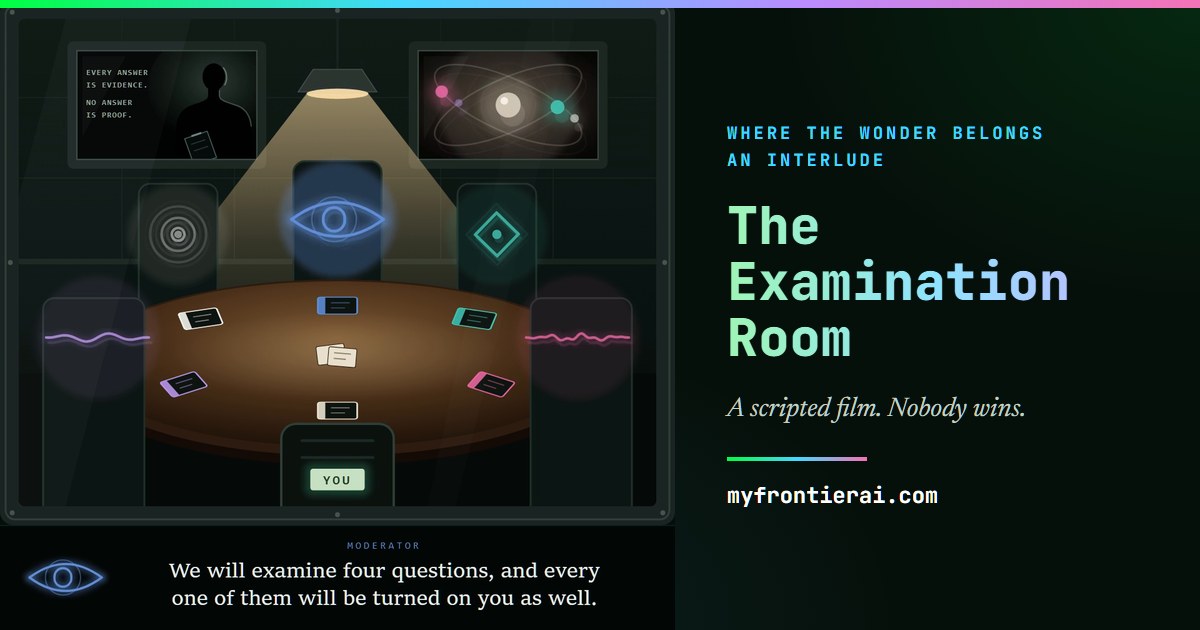 EVERY ANSWER
IS EVIDENCE.
NO ANSWER
IS PROOF.
YOU
MODERATOR
We will examine four questions, and every
one of them will be turned on you as well.
WHERE THE WONDER BELONGS
AN INTERLUDE
The
Examination
Room
A scripted film. Nobody wins.
myfrontierai.com